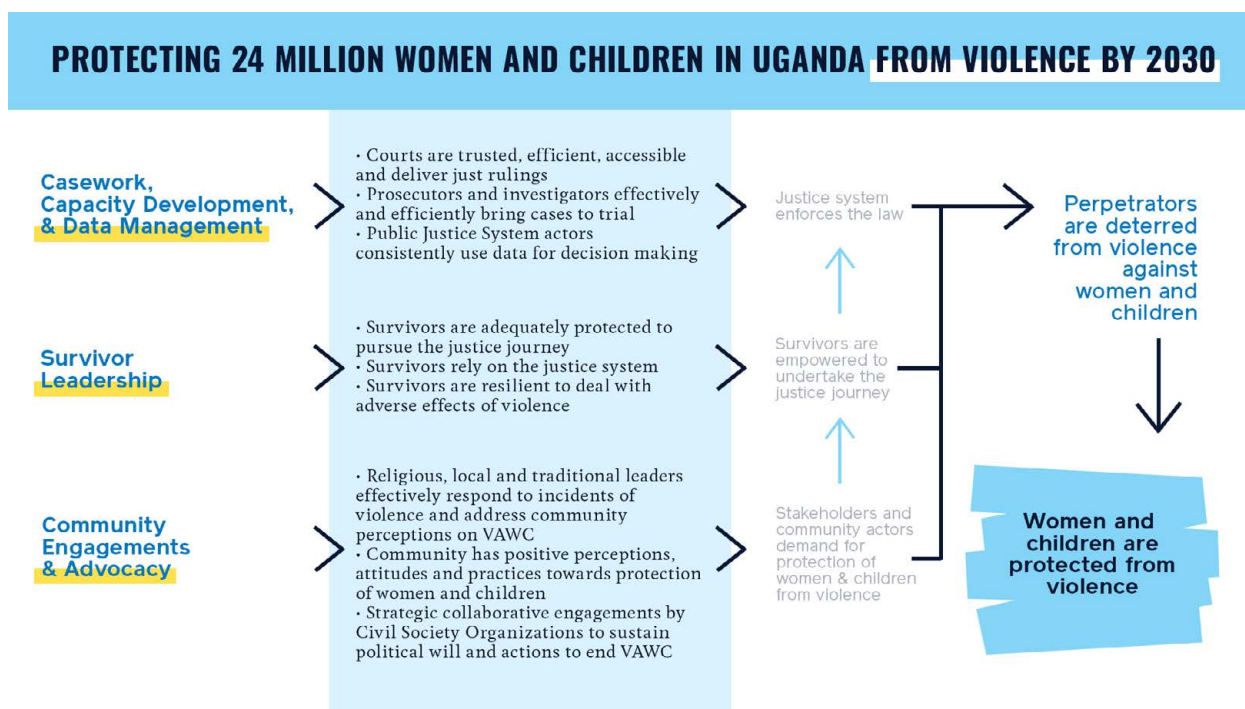 PROTECTING 24 MILLION WOMEN AND CHILDREN IN UGANDA FROM VIOLENCE BY 2030
Casework,
Capacity Development,
& Data Management
· Courts are trusted, efficient, accessible
and deliver just rulings
· Prosecutors and investigators effectively
and efficiently bring cases to trial
· Public Justice System actors
consistently use data for decision making
Justice system
enforces the law
Perpetrators
are deterred
from violence
against
women and
children
Survivor
Leadership
· Survivors are adequately protected to
pursue the justice journey
· Survivors rely on the justice system
· Survivors are resilient to deal with
adverse effects of violence
Survivors are
empowered to
undertake the
justice journey
Community
Engagements
& Advocacy
· Religious, local and traditional leaders
effectively respond to incidents of
violence and address community
perceptions on VAWC
· Community has positive perceptions,
attitudes and practices towards protection
of women and children
· Strategic collaborative engagements by
Civil Society Organizations to sustain
political will and actions to end VAWC
Stakeholders and
community actors
demand for
protection of
women & children
from violence
Women and
children are
protected from
violence